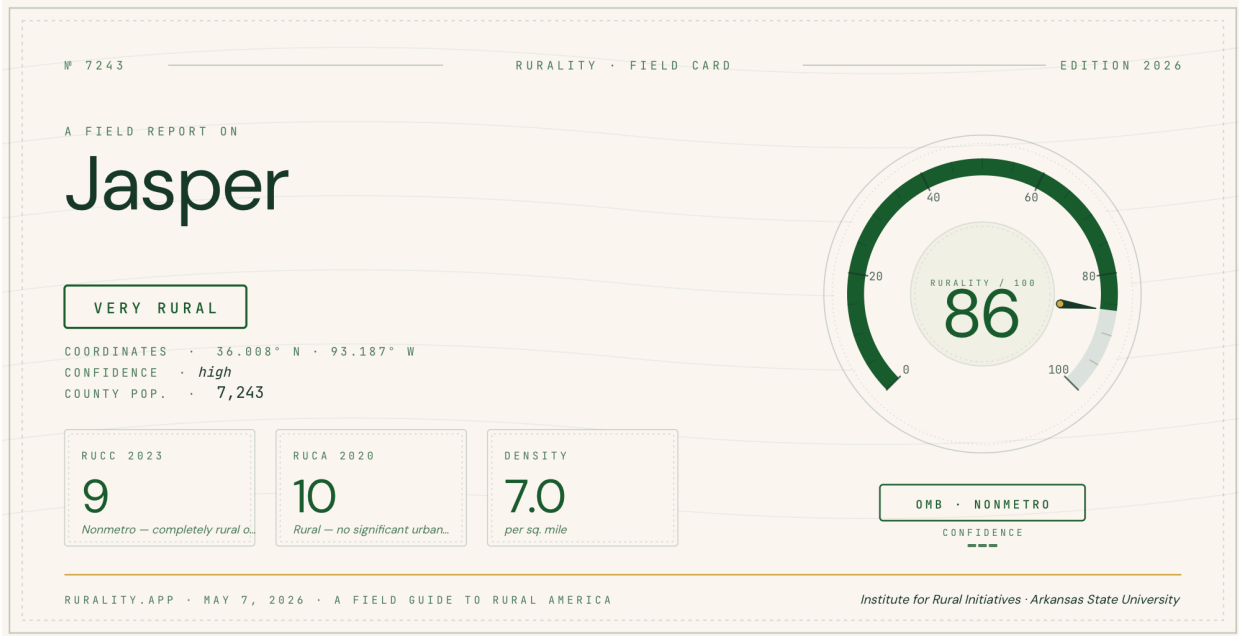 № 7243
RURALITY · FIELD CARD
EDITION 2026
A FIELD REPORT ON
Jasper
VERY RURAL
COORDINATES · 36.008° N · 93.187° W
CONFIDENCE · high
COUNTY POP. · 7,243
RUCC 2023
9
Nonmetro — completely rural o…
RUCA 2020
10
Rural — no significant urban…
DENSITY
7.0
per sq. mile
0
20
40
60
80
100
RURALITY / 100
86
OMB · NONMETRO
CONFIDENCE
RURALITY.APP · MAY 7, 2026 · A FIELD GUIDE TO RURAL AMERICA
Institute for Rural Initiatives · Arkansas State University